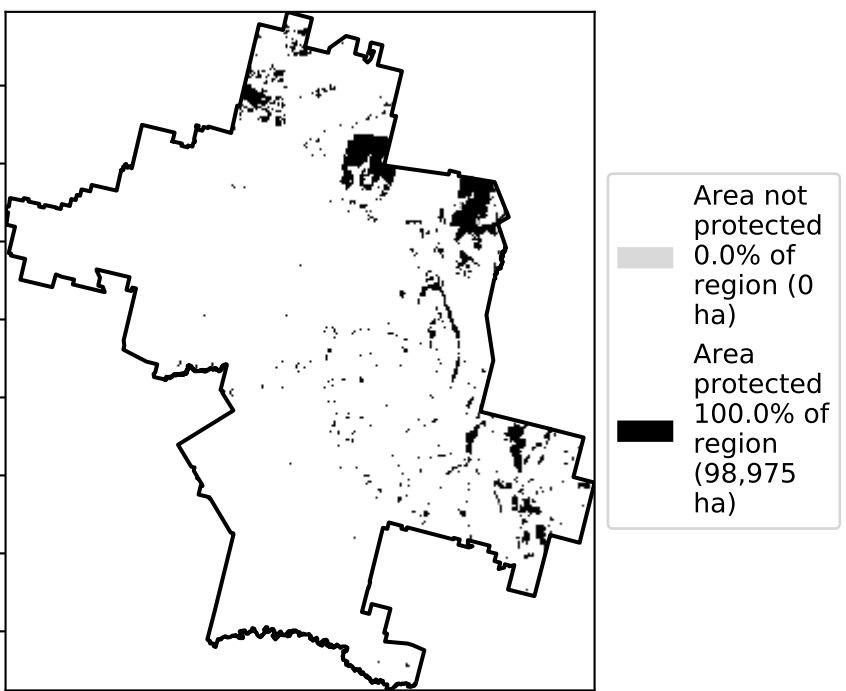 Area not
protected
0.0% of
region (0
ha)
Area
protected
100.0% of
region
(98,975
ha)